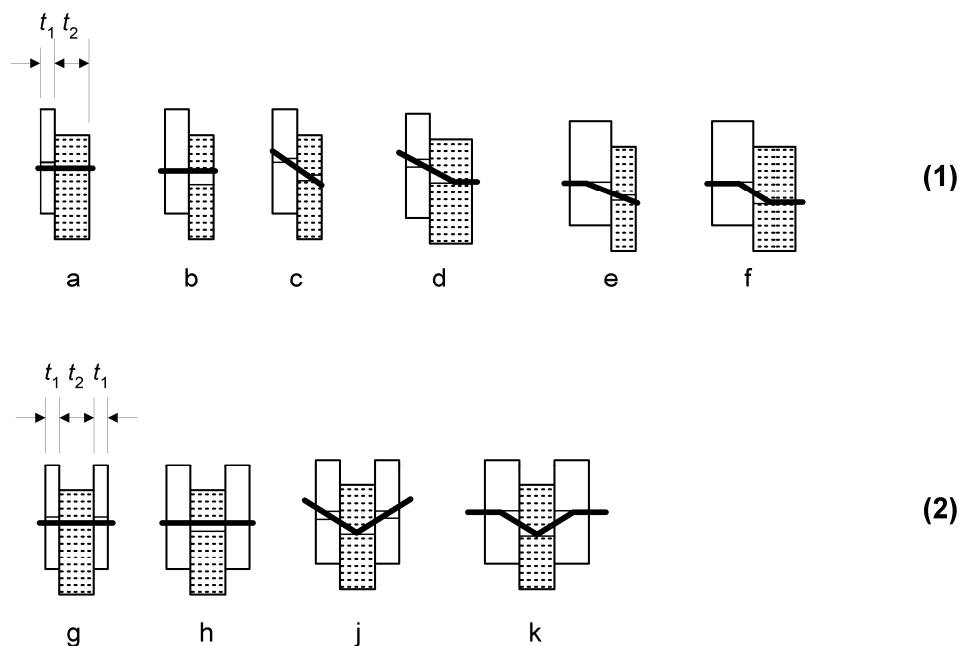 t₁ t₂
(1)
a b c d e f
t₁ t₂ t₁
(2)
g h j k